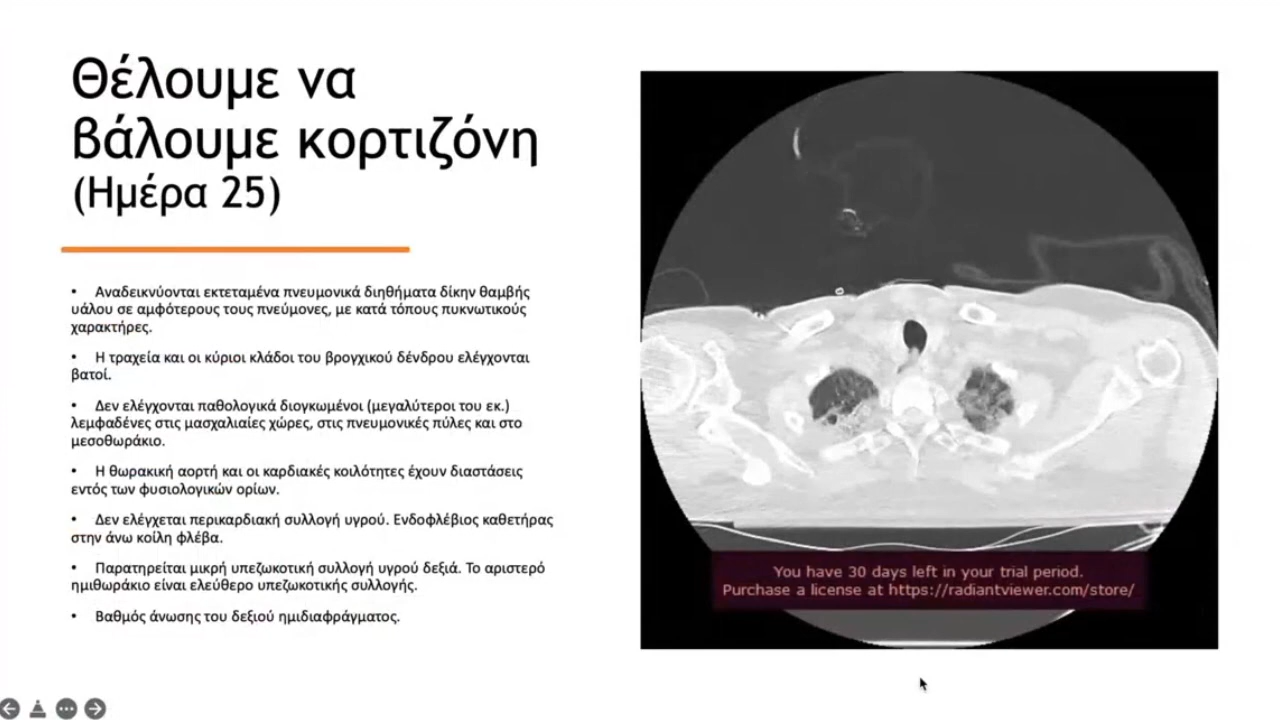 Θέλουμε να
βάλουμε κορτιζόνη
(Ημέρα 25)
• Αναδεικνύονται εκτεταμένα πνευμονικά διηθήματα δίκην θαμβής
υάλου σε αμφότερους τους πνεύμονες, με κατά τόπους πυκνωτικούς
χαρακτήρες.
• Η τραχεία και οι κύριοι κλάδοι του βρογχικού δένδρου ελέγχονται
βατοί.
• Δεν ελέγχονται παθολογικά διογκωμένοι (μεγαλύτεροι του εκ.)
λεμφαδένες στις μασχαλιαίες χώρες, στις πνευμονικές πύλες και στο
μεσοθωράκιο.
• Η θωρακική αορτή και οι καρδιακές κοιλότητες έχουν διαστάσεις
εντός των φυσιολογικών ορίων.
• Δεν ελέγχεται περικαρδιακή συλλογή υγρού. Ενδοφλέβιος καθετήρας
στην άνω κοίλη φλέβα.
• Παρατηρείται μικρή υπεζωκοτική συλλογή υγρού δεξιά. Το αριστερό
ημιθωράκιο είναι ελεύθερο υπεζωκοτικής συλλογής.
• Βαθμός άνωσης του δεξιού ημιδιαφράγματος.
You have 30 days left in your trial period.
Purchase a license at https://radiantviewer.com/store/